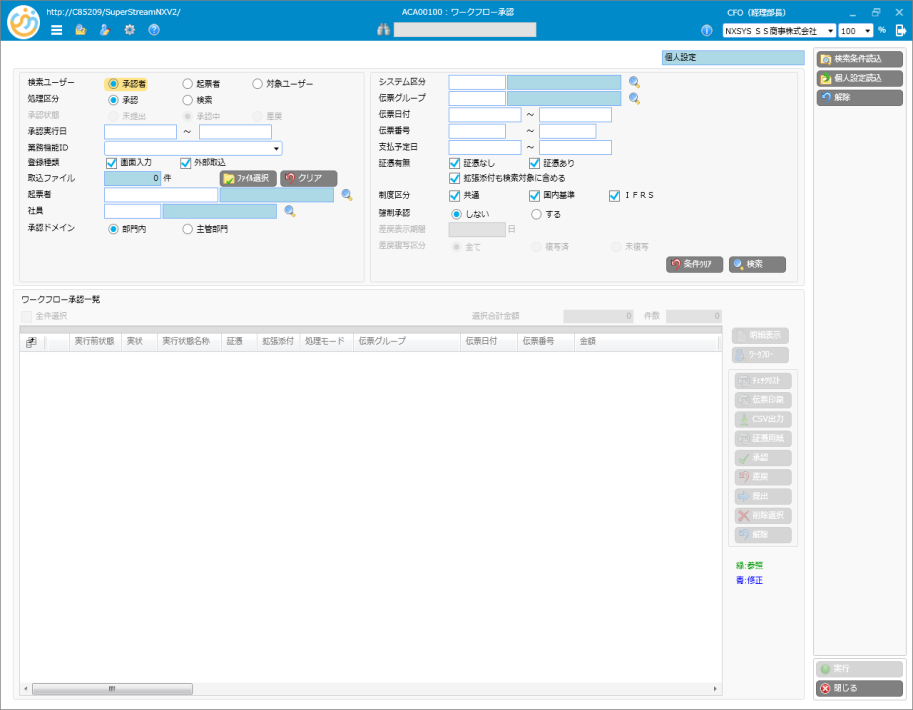 http://C85209/SuperStreamNXV2/ ACA00100：ワークフロー承認 CFO（経理部長）
NXSYS ＳＳ商事株式会社 100 %
個人設定 検索条件読込
個人設定読込
解除
検索ユーザー 承認者 起票者 対象ユーザー
処理区分 承認 検索
承認状態 未提出 承認中 差戻
承認実行日 ～
業務機能ID
登録種類 画面入力 外部取込
取込ファイル 0 件 ﾌｧｲﾙ選択 クリア
起票者
社員
承認ドメイン 部門内 主管部門
システム区分
伝票グループ
伝票日付 ～
伝票番号 ～
支払予定日 ～
証憑有無 証憑なし 証憑あり
拡張添付も検索対象に含める
制度区分 共通 国内基準 ＩＦＲＳ
強制承認 しない する
差戻表示期間 日
差戻複写区分 全て 複写済 未複写
条件ｸﾘｱ 検索
ワークフロー承認一覧
全件選択 選択合計金額 0 件数 0
実行前状態 実状 実行状態名称 証憑 拡張添付 処理モード 伝票グループ 伝票日付 伝票番号 金額
明細表示
ﾜｰｸﾌﾛｰ
ﾁｪｯｸﾘｽﾄ
伝票印刷
CSV出力
証憑用紙
承認
差戻
提出
削除選択
解除
緑:参照
青:修正
実行
閉じる